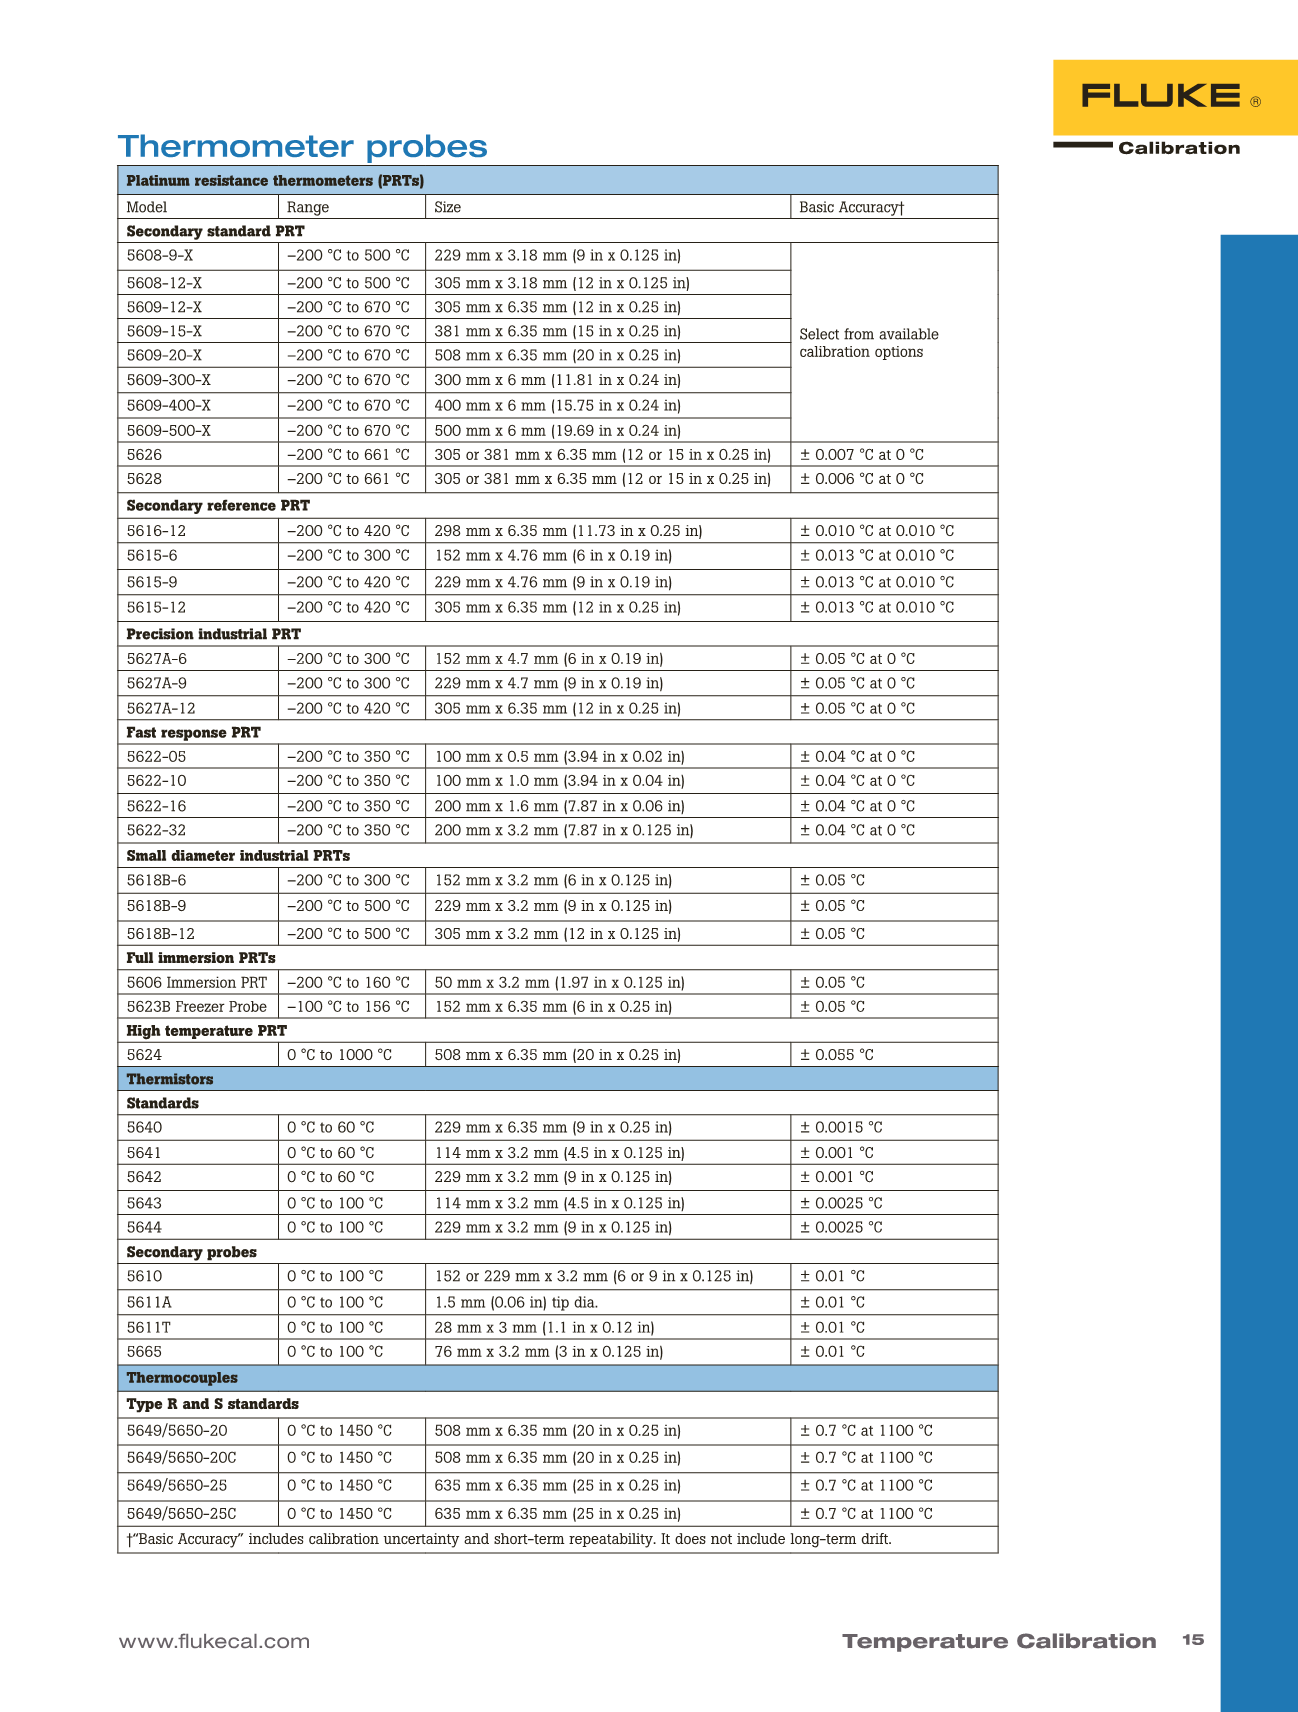 FLUKE ®
Calibration
Thermometer probes
Platinum resistance thermometers (PRTs)
Model Range Size Basic Accuracy†
Secondary standard PRT
5608-9-X –200 °C to 500 °C 229 mm x 3.18 mm (9 in x 0.125 in)
5608-12-X –200 °C to 500 °C 305 mm x 3.18 mm (12 in x 0.125 in)
5609-12-X –200 °C to 670 °C 305 mm x 6.35 mm (12 in x 0.25 in)
5609-15-X –200 °C to 670 °C 381 mm x 6.35 mm (15 in x 0.25 in)
5609-20-X –200 °C to 670 °C 508 mm x 6.35 mm (20 in x 0.25 in)
5609-300-X –200 °C to 670 °C 300 mm x 6 mm (11.81 in x 0.24 in)
5609-400-X –200 °C to 670 °C 400 mm x 6 mm (15.75 in x 0.24 in)
5609-500-X –200 °C to 670 °C 500 mm x 6 mm (19.69 in x 0.24 in)
Select from available
calibration options
5626 –200 °C to 661 °C 305 or 381 mm x 6.35 mm (12 or 15 in x 0.25 in) ± 0.007 °C at 0 °C
5628 –200 °C to 661 °C 305 or 381 mm x 6.35 mm (12 or 15 in x 0.25 in) ± 0.006 °C at 0 °C
Secondary reference PRT
5616-12 –200 °C to 420 °C 298 mm x 6.35 mm (11.73 in x 0.25 in) ± 0.010 °C at 0.010 °C
5615-6 –200 °C to 300 °C 152 mm x 4.76 mm (6 in x 0.19 in) ± 0.013 °C at 0.010 °C
5615-9 –200 °C to 420 °C 229 mm x 4.76 mm (9 in x 0.19 in) ± 0.013 °C at 0.010 °C
5615-12 –200 °C to 420 °C 305 mm x 6.35 mm (12 in x 0.25 in) ± 0.013 °C at 0.010 °C
Precision industrial PRT
5627A-6 –200 °C to 300 °C 152 mm x 4.7 mm (6 in x 0.19 in) ± 0.05 °C at 0 °C
5627A-9 –200 °C to 300 °C 229 mm x 4.7 mm (9 in x 0.19 in) ± 0.05 °C at 0 °C
5627A-12 –200 °C to 420 °C 305 mm x 6.35 mm (12 in x 0.25 in) ± 0.05 °C at 0 °C
Fast response PRT
5622-05 –200 °C to 350 °C 100 mm x 0.5 mm (3.94 in x 0.02 in) ± 0.04 °C at 0 °C
5622-10 –200 °C to 350 °C 100 mm x 1.0 mm (3.94 in x 0.04 in) ± 0.04 °C at 0 °C
5622-16 –200 °C to 350 °C 200 mm x 1.6 mm (7.87 in x 0.06 in) ± 0.04 °C at 0 °C
5622-32 –200 °C to 350 °C 200 mm x 3.2 mm (7.87 in x 0.125 in) ± 0.04 °C at 0 °C
Small diameter industrial PRTs
5618B-6 –200 °C to 300 °C 152 mm x 3.2 mm (6 in x 0.125 in) ± 0.05 °C
5618B-9 –200 °C to 500 °C 229 mm x 3.2 mm (9 in x 0.125 in) ± 0.05 °C
5618B-12 –200 °C to 500 °C 305 mm x 3.2 mm (12 in x 0.125 in) ± 0.05 °C
Full immersion PRTs
5606 Immersion PRT –200 °C to 160 °C 50 mm x 3.2 mm (1.97 in x 0.125 in) ± 0.05 °C
5623B Freezer Probe –100 °C to 156 °C 152 mm x 6.35 mm (6 in x 0.25 in) ± 0.05 °C
High temperature PRT
5624 0 °C to 1000 °C 508 mm x 6.35 mm (20 in x 0.25 in) ± 0.055 °C
Thermistors
Standards
5640 0 °C to 60 °C 229 mm x 6.35 mm (9 in x 0.25 in) ± 0.0015 °C
5641 0 °C to 60 °C 114 mm x 3.2 mm (4.5 in x 0.125 in) ± 0.001 °C
5642 0 °C to 60 °C 229 mm x 3.2 mm (9 in x 0.125 in) ± 0.001 °C
5643 0 °C to 100 °C 114 mm x 3.2 mm (4.5 in x 0.125 in) ± 0.0025 °C
5644 0 °C to 100 °C 229 mm x 3.2 mm (9 in x 0.125 in) ± 0.0025 °C
Secondary probes
5610 0 °C to 100 °C 152 or 229 mm x 3.2 mm (6 or 9 in x 0.125 in) ± 0.01 °C
5611A 0 °C to 100 °C 1.5 mm (0.06 in) tip dia. ± 0.01 °C
5611T 0 °C to 100 °C 28 mm x 3 mm (1.1 in x 0.12 in) ± 0.01 °C
5665 0 °C to 100 °C 76 mm x 3.2 mm (3 in x 0.125 in) ± 0.01 °C
Thermocouples
Type R and S standards
5649/5650-20 0 °C to 1450 °C 508 mm x 6.35 mm (20 in x 0.25 in) ± 0.7 °C at 1100 °C
5649/5650-20C 0 °C to 1450 °C 508 mm x 6.35 mm (20 in x 0.25 in) ± 0.7 °C at 1100 °C
5649/5650-25 0 °C to 1450 °C 635 mm x 6.35 mm (25 in x 0.25 in) ± 0.7 °C at 1100 °C
5649/5650-25C 0 °C to 1450 °C 635 mm x 6.35 mm (25 in x 0.25 in) ± 0.7 °C at 1100 °C
†“Basic Accuracy” includes calibration uncertainty and short-term repeatability. It does not include long-term drift.
www.flukecal.com Temperature Calibration 15